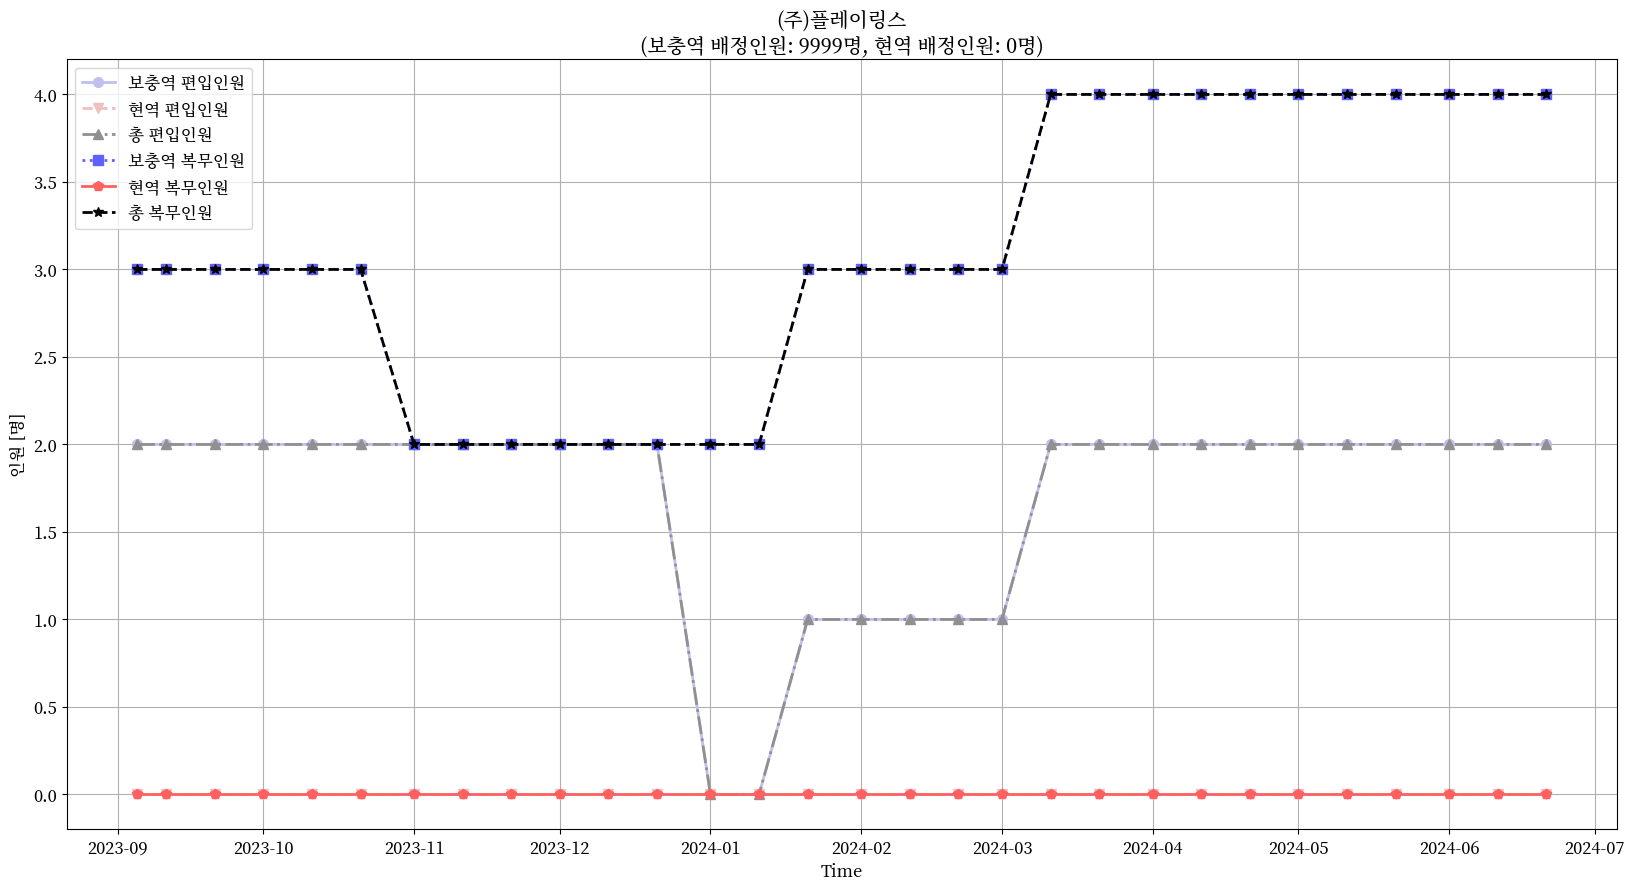 (주)플레이링스
(보충역 배정인원: 9999명, 현역 배정인원: 0명)
보충역 편입인원
현역 편입인원
총 편입인원
보충역 복무인원
현역 복무인원
총 복무인원
인원 [명]
4.0
3.5
3.0
2.5
2.0
1.5
1.0
0.5
0.0
2023-09 2023-10 2023-11 2023-12 2024-01 2024-02 2024-03 2024-04 2024-05 2024-06 2024-07
Time